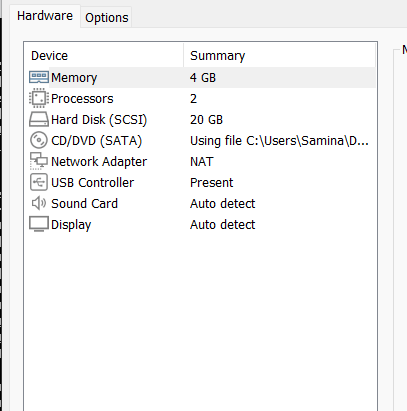 Hardware Options
Device Summary
Memory 4 GB
Processors 2
Hard Disk (SCSI) 20 GB
CD/DVD (SATA) Using file C:\Users\Samina\D...
Network Adapter NAT
USB Controller Present
Sound Card Auto detect
Display Auto detect